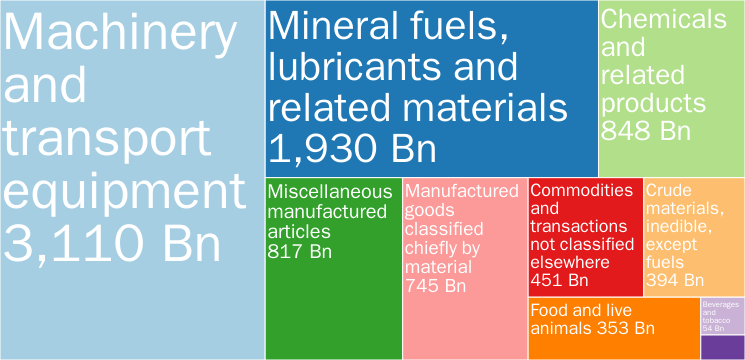 Machinery
and
transport
equipment
3,110 Bn
Mineral fuels,
lubricants and
related materials
1,930 Bn
Chemicals
and
related
products
848 Bn
Miscellaneous
manufactured
articles
817 Bn
Manufactured
goods
classified
chiefly by
material
745 Bn
Commodities
and
transactions
not classified
elsewhere
451 Bn
Crude
materials,
inedible,
except
fuels
394 Bn
Food and live
animals 353 Bn
Beverages
and
tobacco
54 Bn